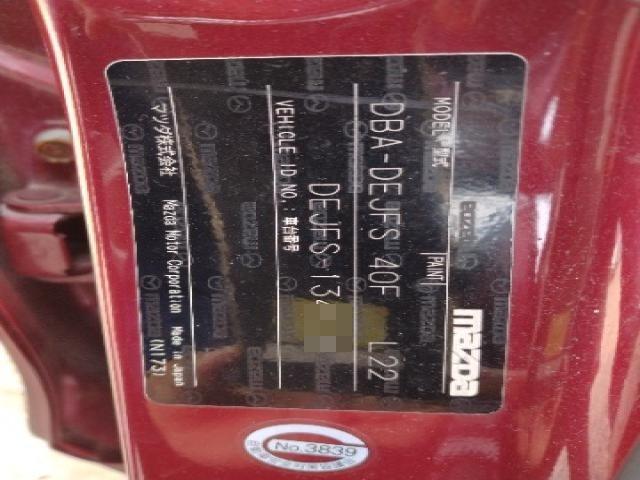 mazda
MODEL・型式
PAINT
DBA-DEJFS 40F L22
VEHICLE ID NO.:車台番号
DEJFS-134
マツダ株式会社 Mazda Motor Corporation Made in Japan
(N173)
No.3839